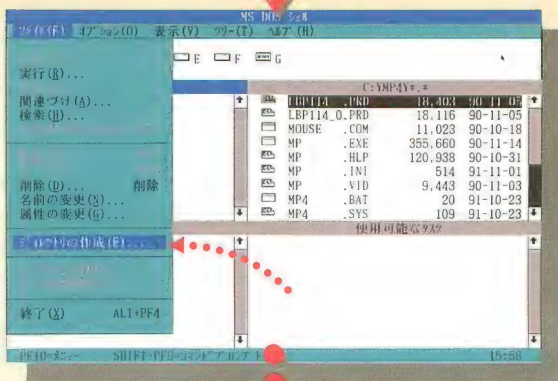 MS DOS シェル
ファイル(F) オプション(O) 表示(V) ツリー(T) ヘルプ(H)
E F G
実行(R)...
関連づけ(A)...
検索(H)...
削除(D)... 削除
名前の変更(N)...
属性の変更(G)...
ディレクトリの作成(E)...
終了(X) ALT+PF4
C:¥MP4¥*.*
LBP114 .PRD 18,403 90-11-07
LBP114_0.PRD 18,116 90-11-05
MOUSE .COM 11,023 90-10-18
MP .EXE 355,660 90-11-14
MP .HLP 120,938 90-10-31
MP .INI 514 91-11-01
MP .VID 9,443 90-11-03
MP4 .BAT 20 91-10-23
MP4 .SYS 109 91-10-23
使用可能なタスク
PF10=メニュー SHIFT+PF9=コマンドプロンプト 15:58